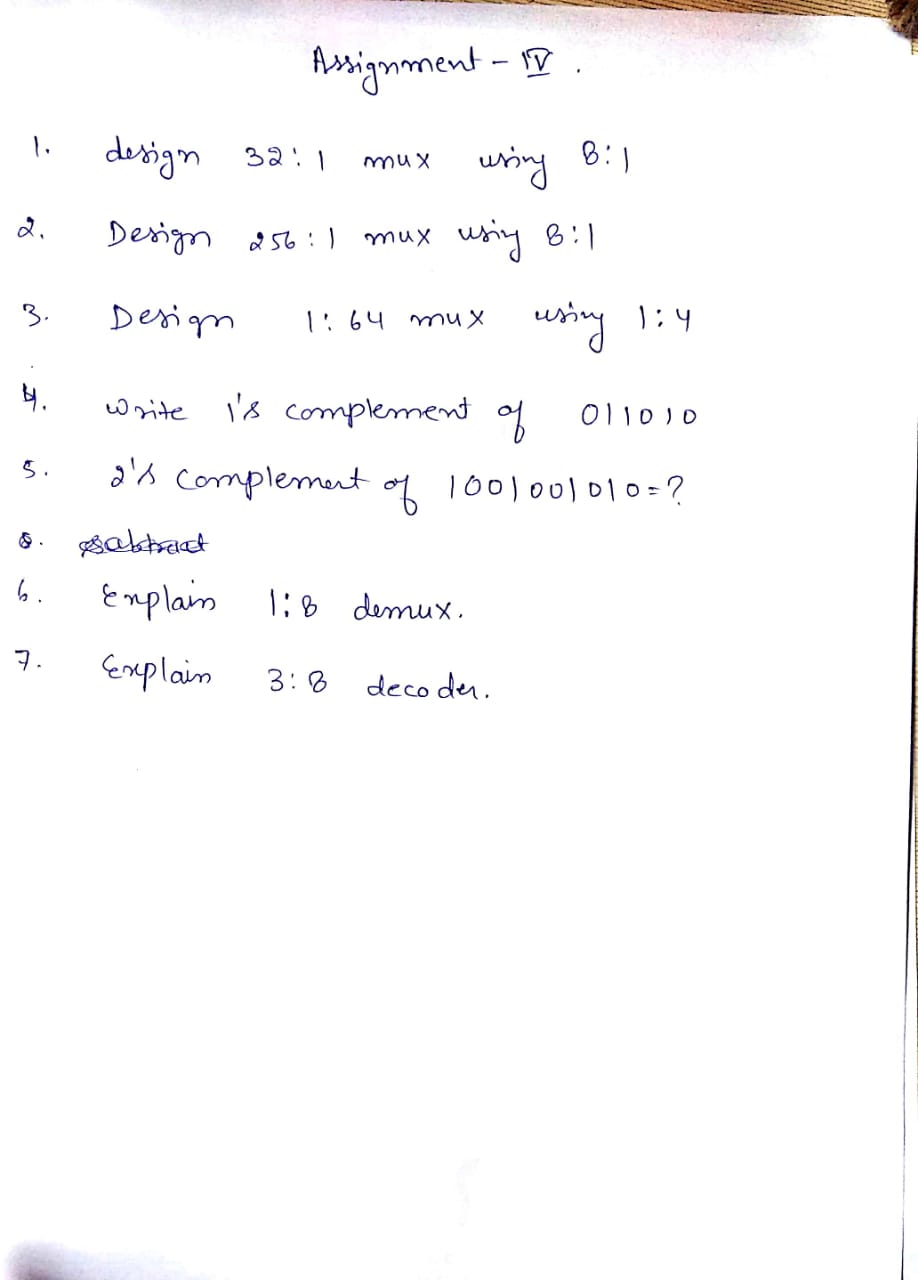 Assignment - IV.
1. design 32:1 mux using 8:1
2. Design 256:1 mux using 8:1
3. Design 1:64 mux using 1:4
4. write 1's complement of 011010
5. 2's complement of 1001001010=?
6. Explain 1:8 demux.
7. Explain 3:8 decoder.